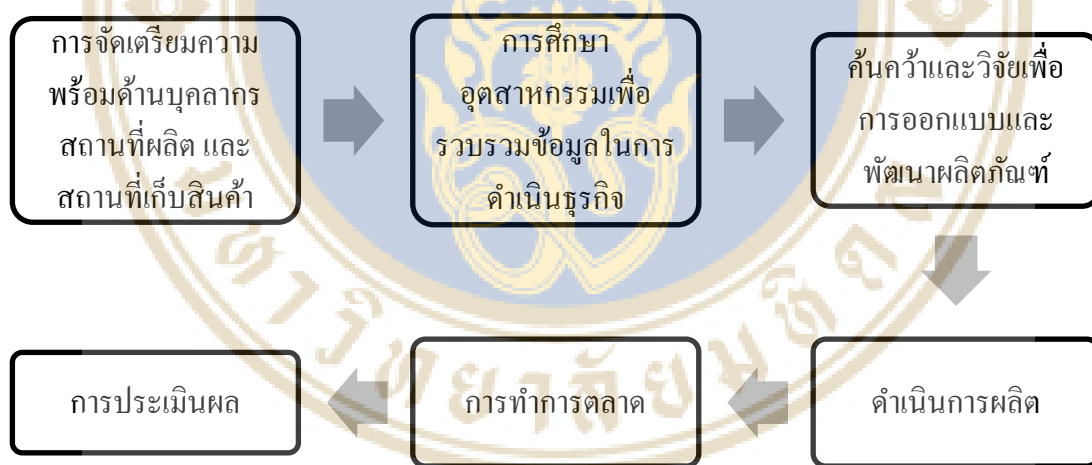 การจัดเตรียมความ
พร้อมด้านบุคลากร
สถานที่ผลิต และ
สถานที่เก็บสินค้า
การศึกษา
อุตสาหกรรมเพื่อ
รวบรวมข้อมูลในการ
ดำเนินธุรกิจ
ค้นคว้าและวิจัยเพื่อ
การออกแบบและ
พัฒนาผลิตภัณฑ์
ดำเนินการผลิต
การทำการตลาด
การประเมินผล